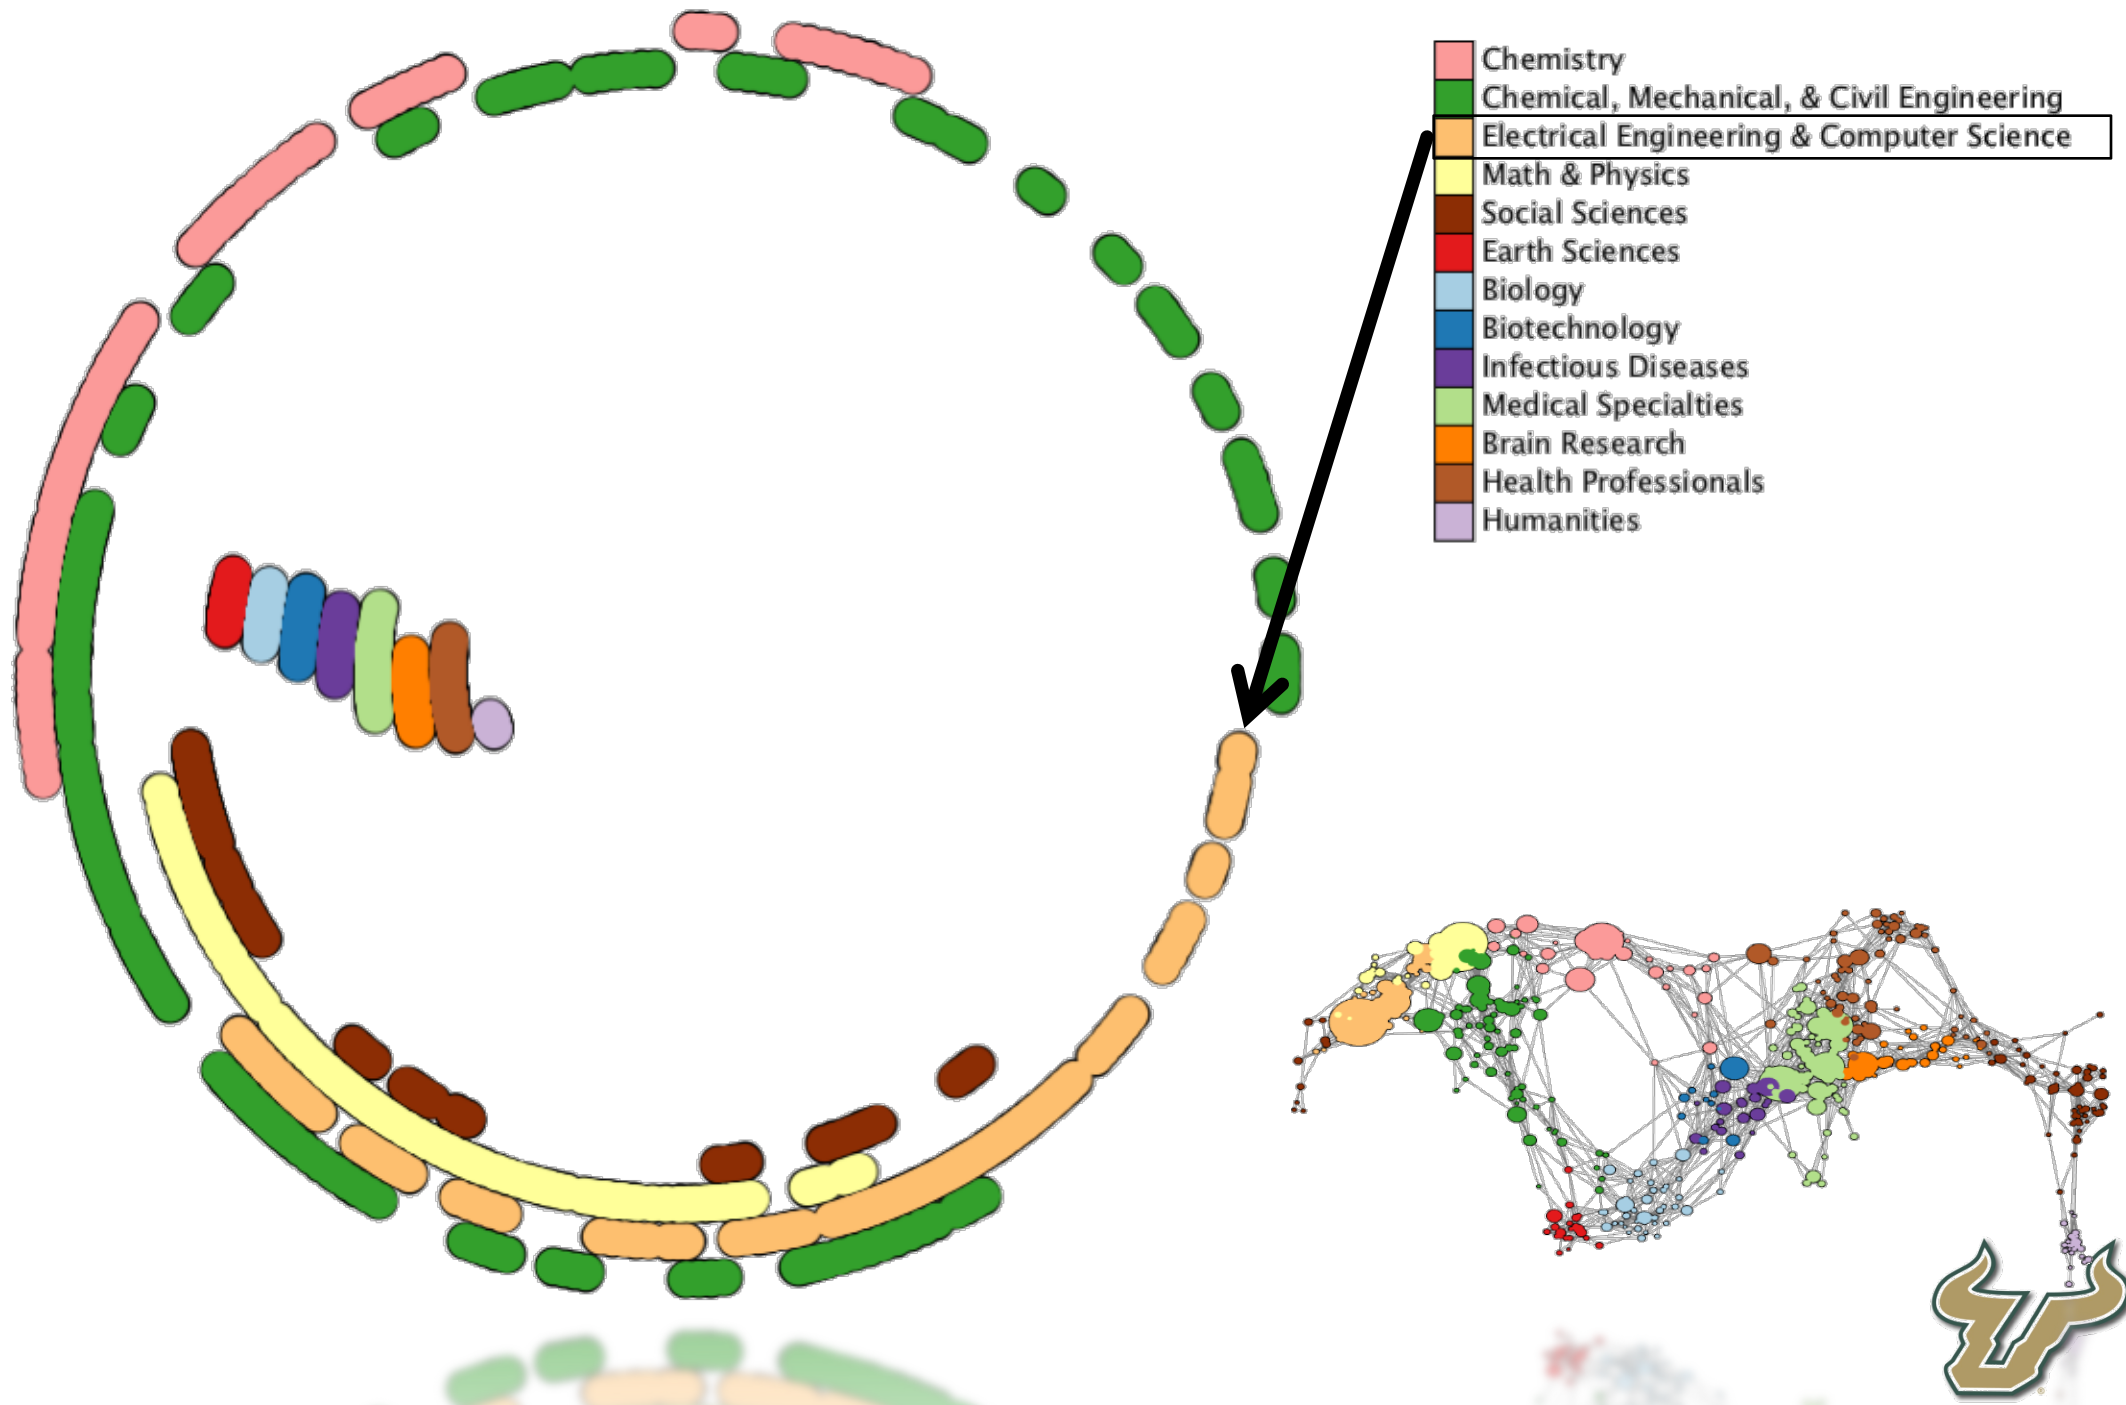 Chemistry
Chemical, Mechanical, & Civil Engineering
Electrical Engineering & Computer Science
Math & Physics
Social Sciences
Earth Sciences
Biology
Biotechnology
Infectious Diseases
Medical Specialties
Brain Research
Health Professionals
Humanities